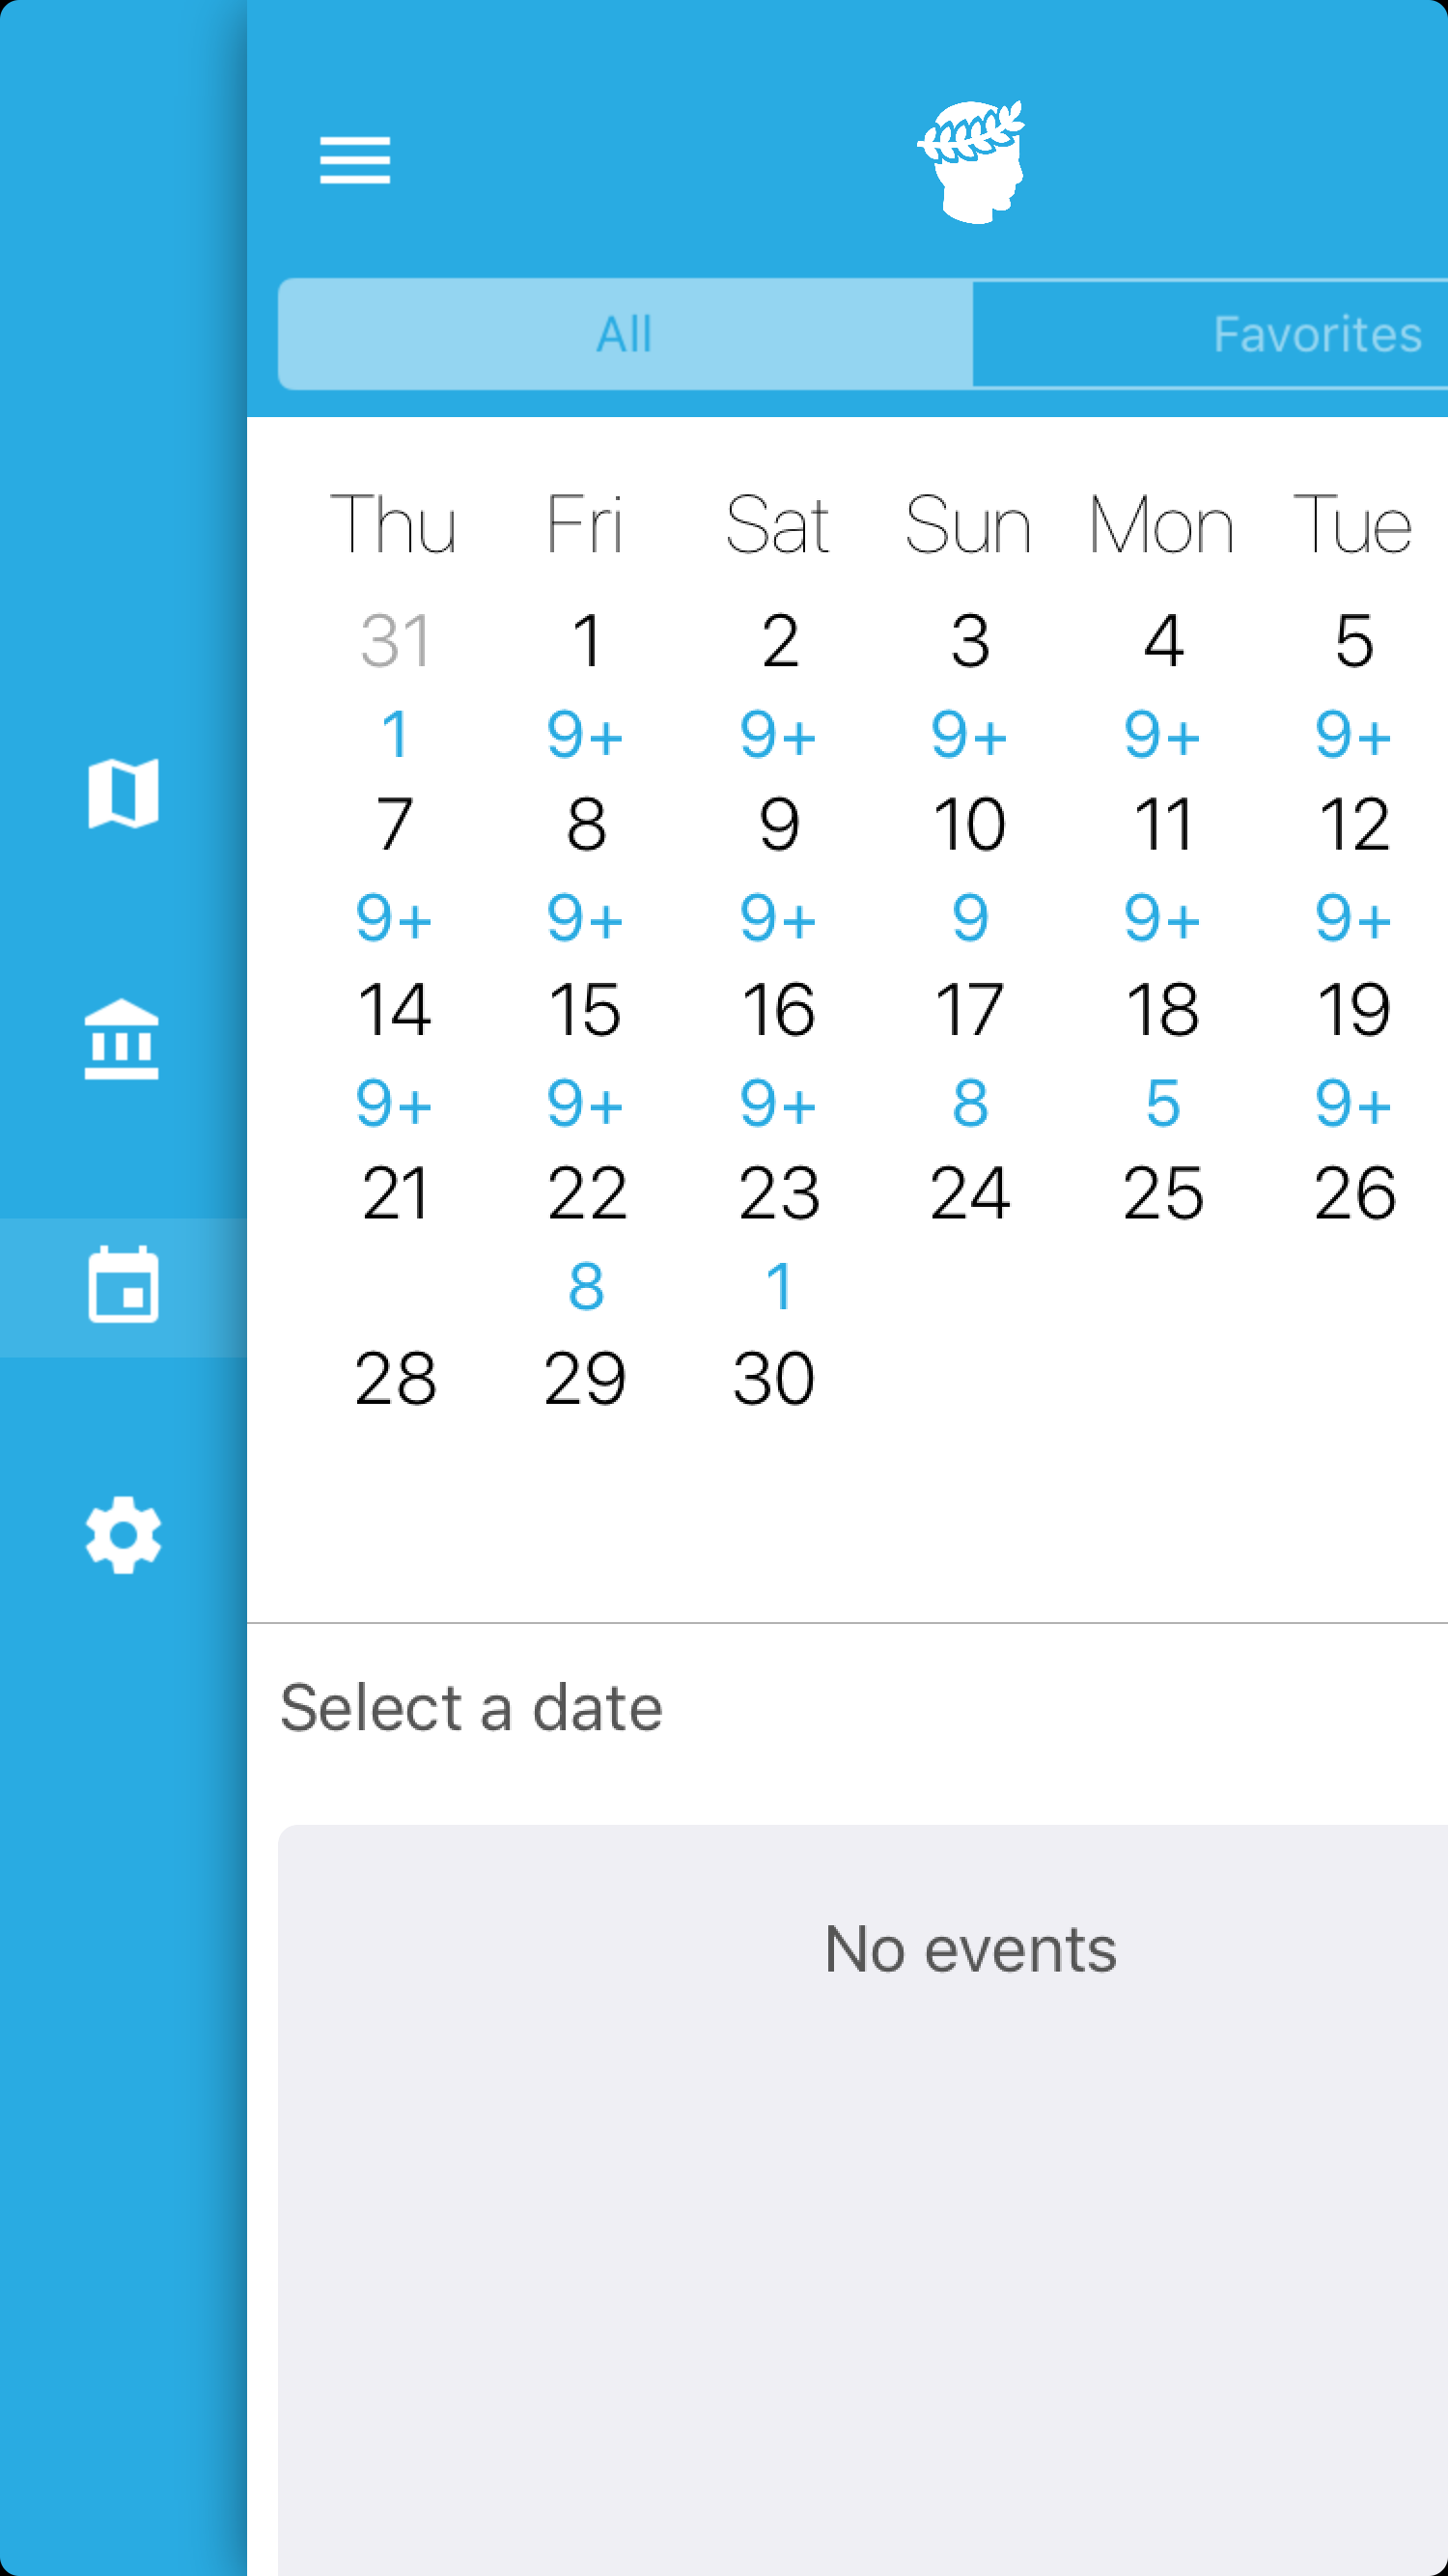 All Favorites
Thu Fri Sat Sun Mon Tue
31 1 2 3 4 5
1 9+ 9+ 9+ 9+ 9+
7 8 9 10 11 12
9+ 9+ 9+ 9 9+ 9+
14 15 16 17 18 19
9+ 9+ 9+ 8 5 9+
21 22 23 24 25 26
8 1
28 29 30
Select a date
No events